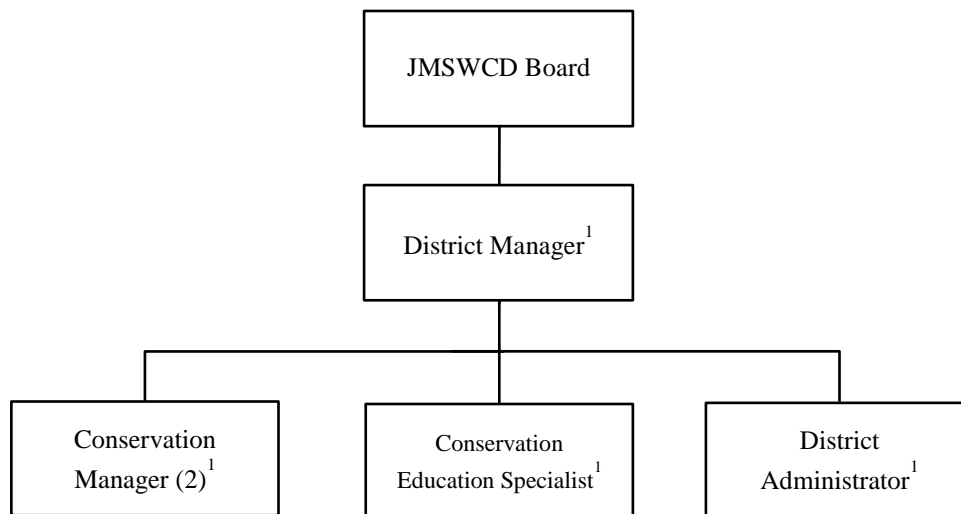 JMSWCD Board
District Manager¹
Conservation
Manager (2)¹
Conservation
Education Specialist¹
District
Administrator¹